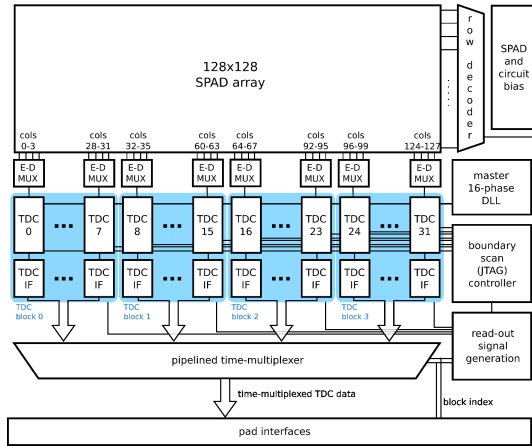 128x128
SPAD array
row decoder
SPAD
and
circuit
bias
cols
0-3
cols
28-31
cols
32-35
cols
60-63
cols
64-67
cols
92-95
cols
96-99
cols
124-127
E-D
MUX
E-D
MUX
E-D
MUX
E-D
MUX
E-D
MUX
E-D
MUX
E-D
MUX
E-D
MUX
master
16-phase
DLL
TDC
0
...
TDC
7
TDC
8
...
TDC
15
TDC
16
...
TDC
23
TDC
24
...
TDC
31
boundary
scan
(JTAG)
controller
TDC
IF
...
TDC
IF
TDC
IF
...
TDC
IF
TDC
IF
...
TDC
IF
TDC
IF
...
TDC
IF
TDC
block 0
TDC
block 1
TDC
block 2
TDC
block 3
read-out
signal
generation
pipelined time-multiplexer
time-multiplexed TDC data
block index
pad interfaces